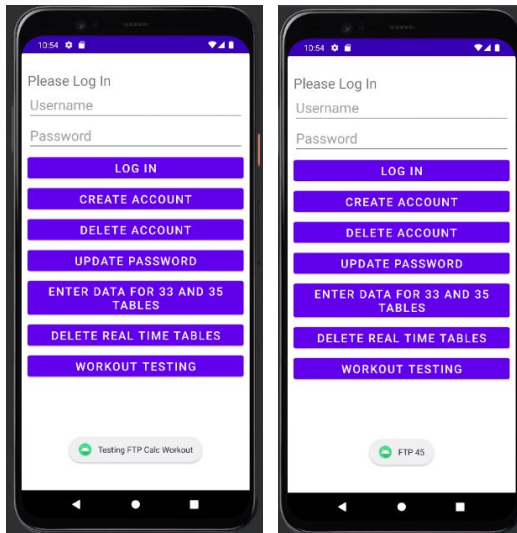 10:54
Please Log In
Username
Password
LOG IN
CREATE ACCOUNT
DELETE ACCOUNT
UPDATE PASSWORD
ENTER DATA FOR 33 AND 35
TABLES
DELETE REAL TIME TABLES
WORKOUT TESTING
Testing FTP Calc Workout
10:54
Please Log In
Username
Password
LOG IN
CREATE ACCOUNT
DELETE ACCOUNT
UPDATE PASSWORD
ENTER DATA FOR 33 AND 35
TABLES
DELETE REAL TIME TABLES
WORKOUT TESTING
FTP 45